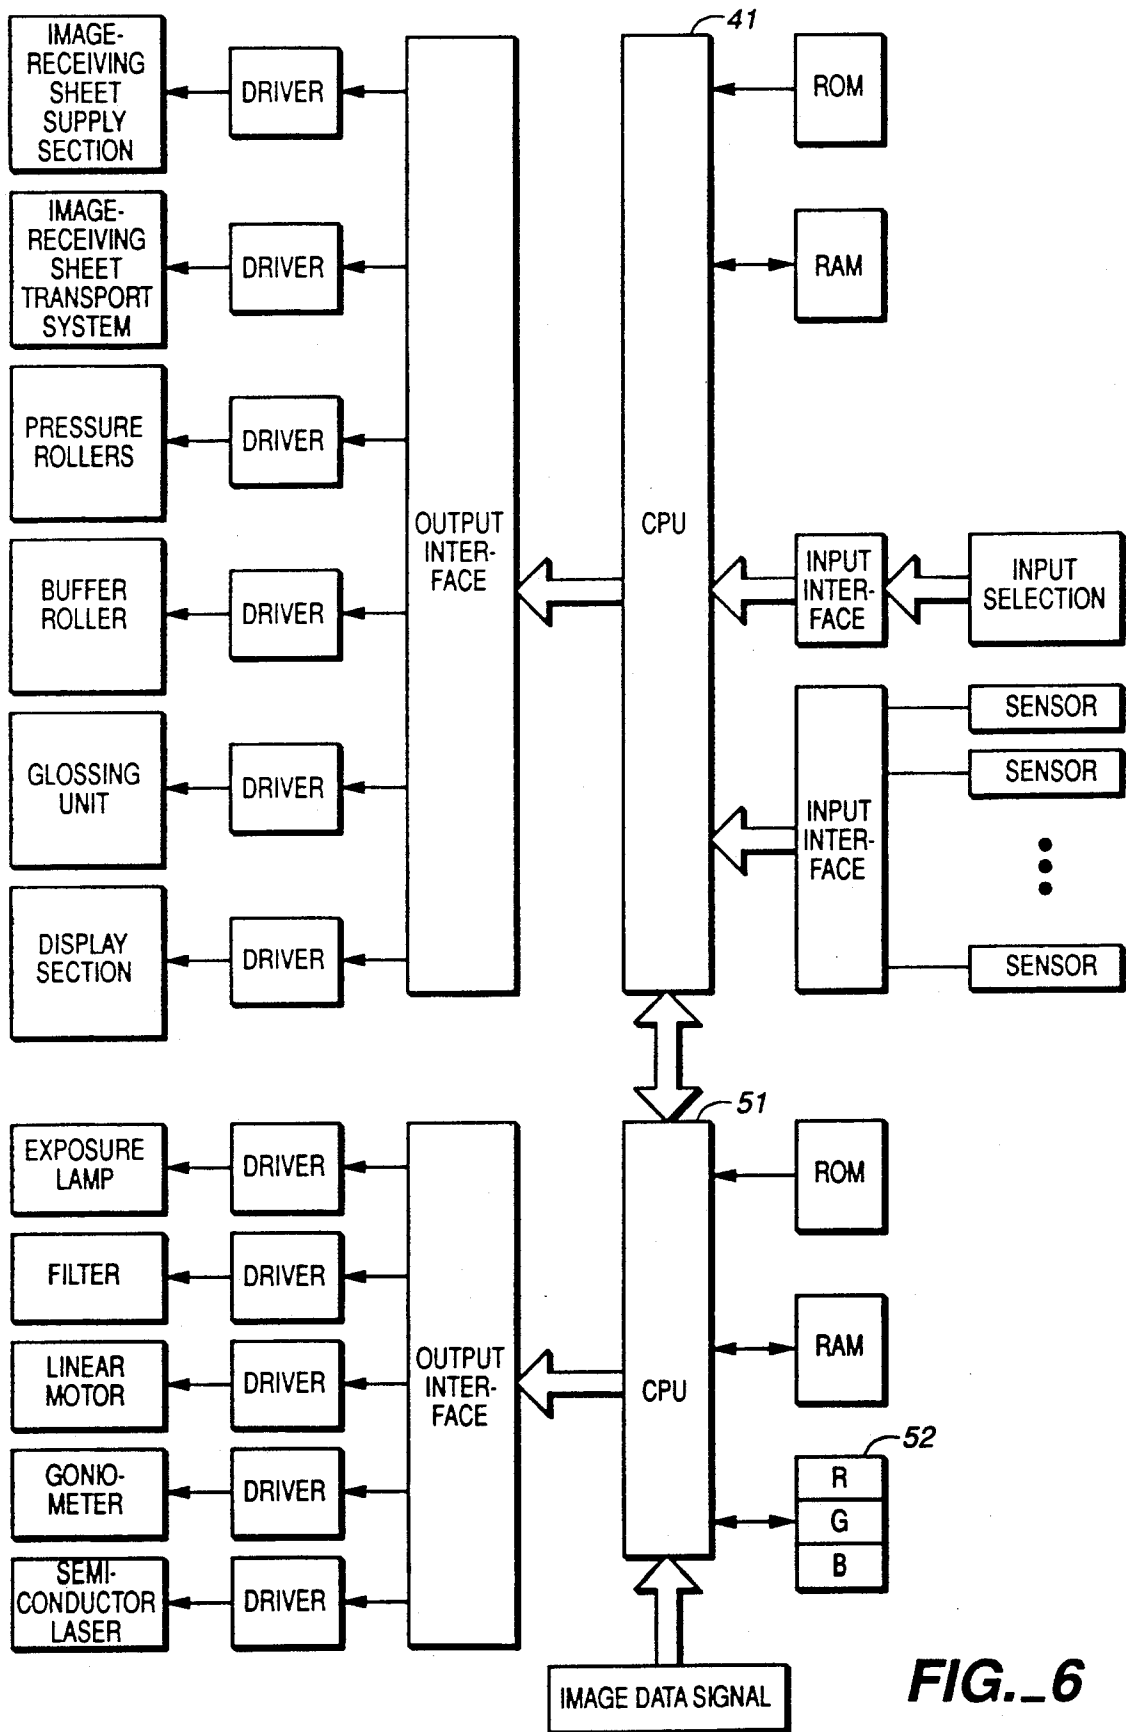 41
IMAGE-
RECEIVING
SHEET
SUPPLY
SECTION
DRIVER
ROM
IMAGE-
RECEIVING
SHEET
TRANSPORT
SYSTEM
DRIVER
RAM
PRESSURE
ROLLERS
DRIVER
OUTPUT
INTER-
FACE
CPU
BUFFER
ROLLER
DRIVER
INPUT
INTER-
FACE
INPUT
SELECTION
GLOSSING
UNIT
DRIVER
INPUT
INTER-
FACE
SENSOR
SENSOR
SENSOR
DISPLAY
SECTION
DRIVER
51
EXPOSURE
LAMP
DRIVER
ROM
FILTER
DRIVER
RAM
LINEAR
MOTOR
DRIVER
OUTPUT
INTER-
FACE
CPU
52
R
G
B
GONIO-
METER
DRIVER
SEMI-
CONDUCTOR
LASER
DRIVER
IMAGE DATA SIGNAL
FIG._6